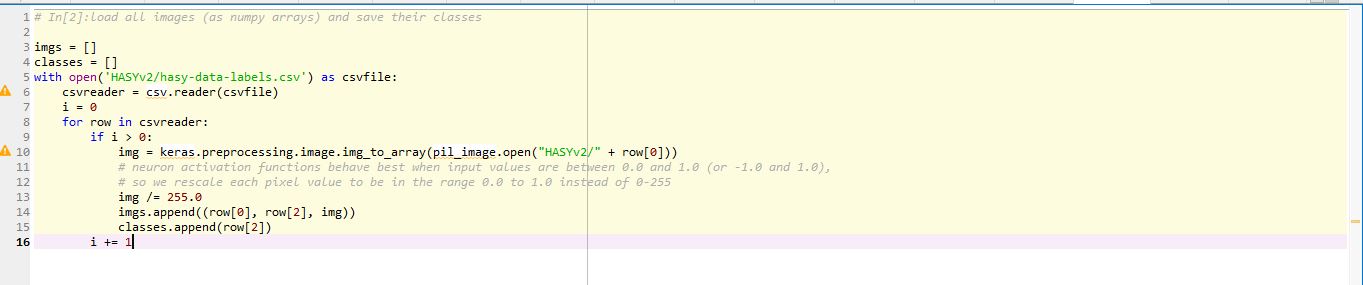 1 # In[2]:load all images (as numpy arrays) and save their classes
2
3 imgs = []
4 classes = []
5 with open('HASYv2/hasy-data-labels.csv') as csvfile:
6     csvreader = csv.reader(csvfile)
7     i = 0
8     for row in csvreader:
9         if i > 0:
10             img = keras.preprocessing.image.img_to_array(pil_image.open("HASYv2/" + row[0]))
11             # neuron activation functions behave best when input values are between 0.0 and 1.0 (or -1.0 and 1.0),
12             # so we rescale each pixel value to be in the range 0.0 to 1.0 instead of 0-255
13             img /= 255.0
14             imgs.append((row[0], row[2], img))
15             classes.append(row[2])
16         i += 1